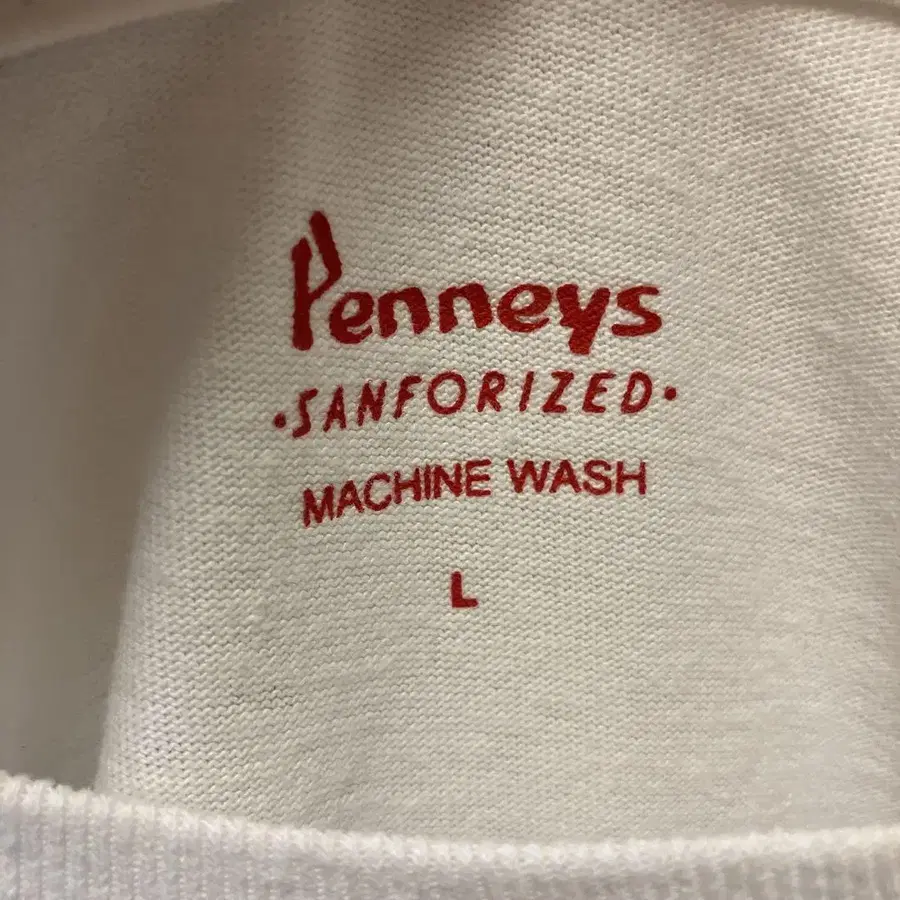 Penneys
·SANFORIZED·
MACHINE WASH
L